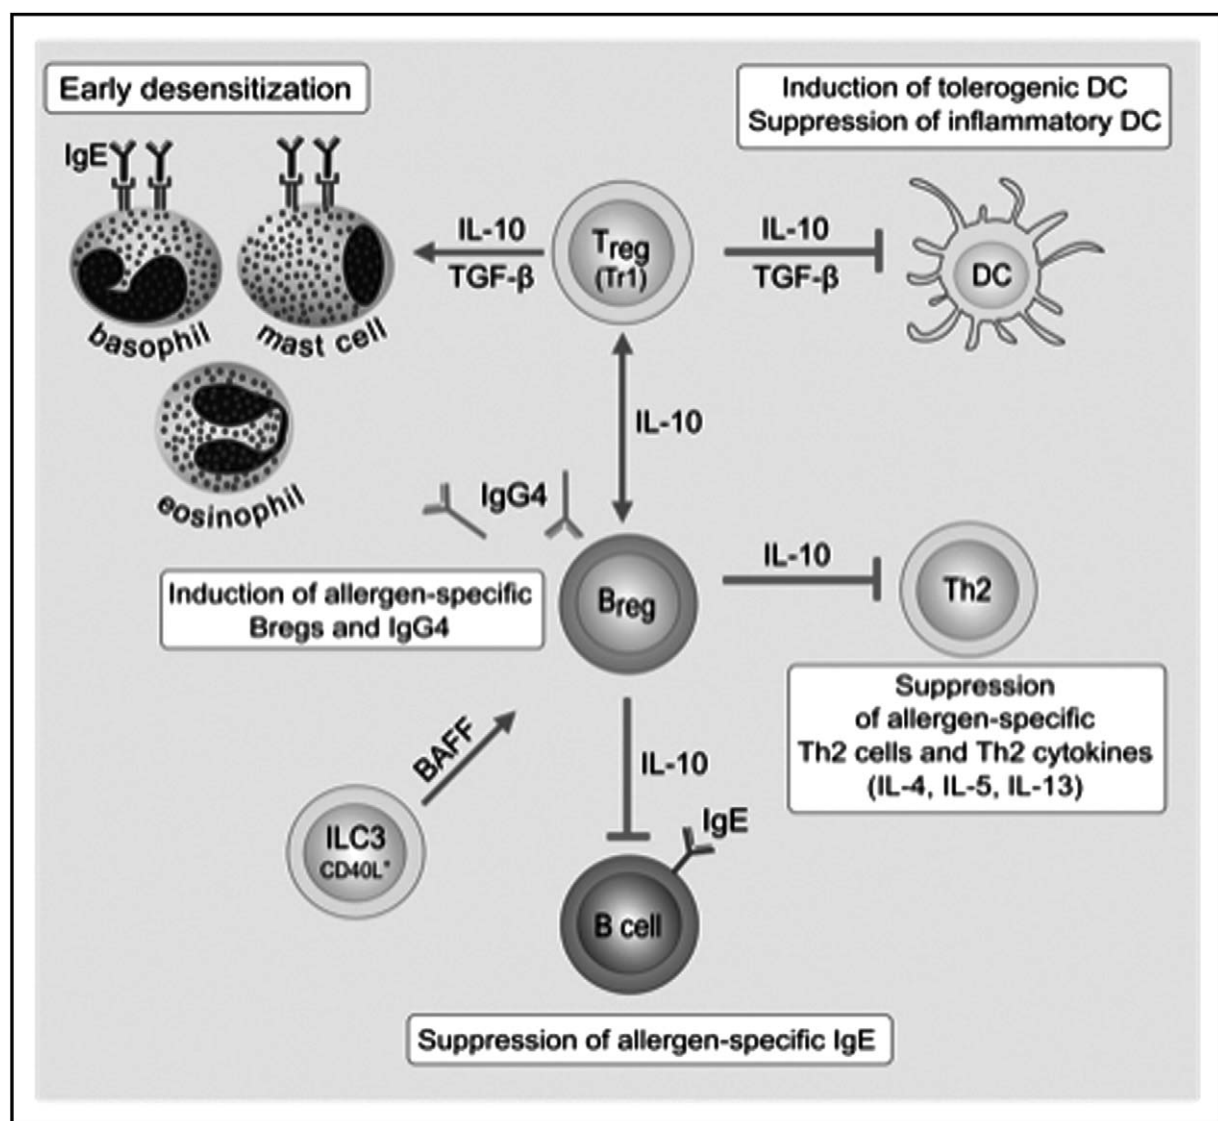 Early desensitization
Induction of tolerogenic DC
Suppression of inflammatory DC
IgE
IL-10
TGF-β
Treg
(Tr1)
IL-10
TGF-β
DC
basophil
mast cell
eosinophil
IL-10
IgG4
Induction of allergen-specific
Bregs and IgG4
Breg
IL-10
Th2
Suppression
of allergen-specific
Th2 cells and Th2 cytokines
(IL-4, IL-5, IL-13)
BAFF
IL-10
ILC3
CD40L+
IgE
B cell
Suppression of allergen-specific IgE